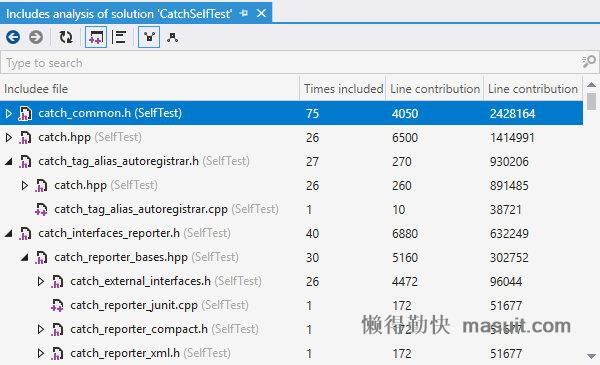 Includes analysis of solution 'CatchSelfTest'
Type to search
Includee file Times included Line contribution Line contribution
catch_common.h (SelfTest) 75 4050 2428164
catch.hpp (SelfTest) 26 6500 1414991
catch_tag_alias_autoregistrar.h (SelfTest) 27 270 930206
catch.hpp (SelfTest) 26 260 891485
catch_tag_alias_autoregistrar.cpp (SelfTest) 1 10 38721
catch_interfaces_reporter.h (SelfTest) 40 6880 632249
catch_reporter_bases.hpp (SelfTest) 30 5160 302752
catch_external_interfaces.h (SelfTest) 26 4472 96044
catch_reporter_junit.cpp (SelfTest) 1 172 51677
catch_reporter_compact.h (SelfTest) 1 172 51677
catch_reporter_xml.h (SelfTest) 1 172 51677
懒得勤快 masuit.com